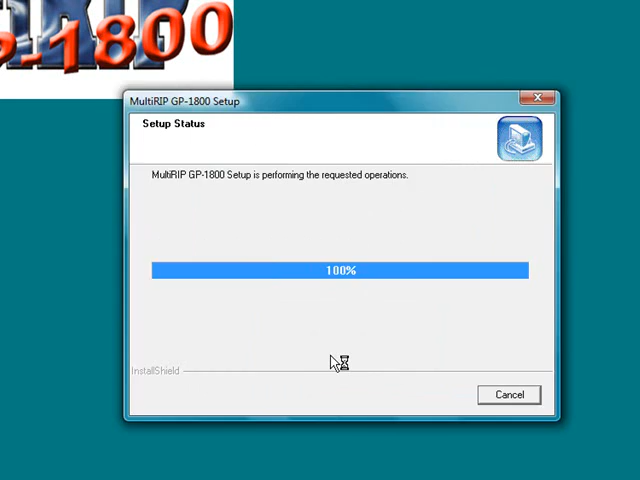 -1800
MultiRIP GP-1800 Setup
Setup Status
MultiRIP GP-1800 Setup is performing the requested operations.
100%
InstallShield
Cancel